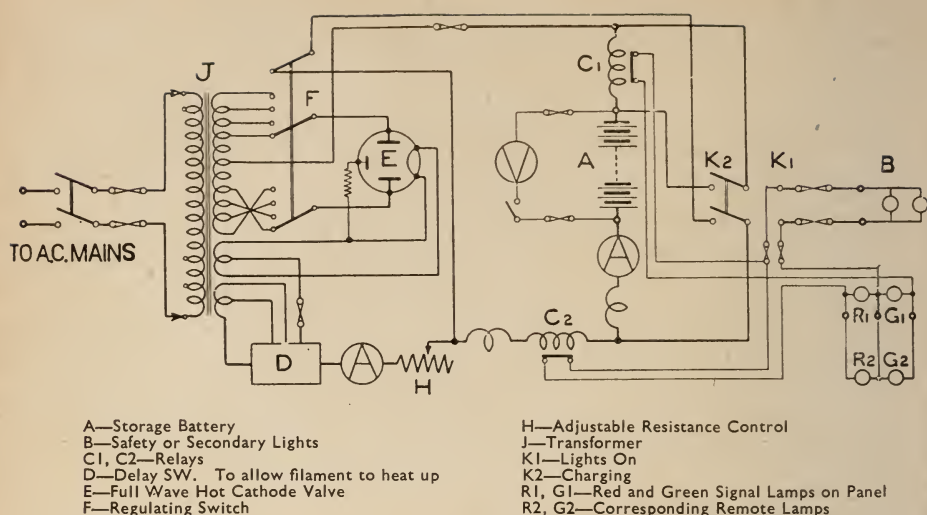 J
F
E
C1
V
A
A
K2
K1
B
TO A.C. MAINS
D
A
H
C2
R1
G1
R2
G2
A—Storage Battery
B—Safety or Secondary Lights
C1, C2—Relays
D—Delay SW. To allow filament to heat up
E—Full Wave Hot Cathode Valve
F—Regulating Switch
H—Adjustable Resistance Control
J—Transformer
K1—Lights On
K2—Charging
R1, G1—Red and Green Signal Lamps on Panel
R2, G2—Corresponding Remote Lamps